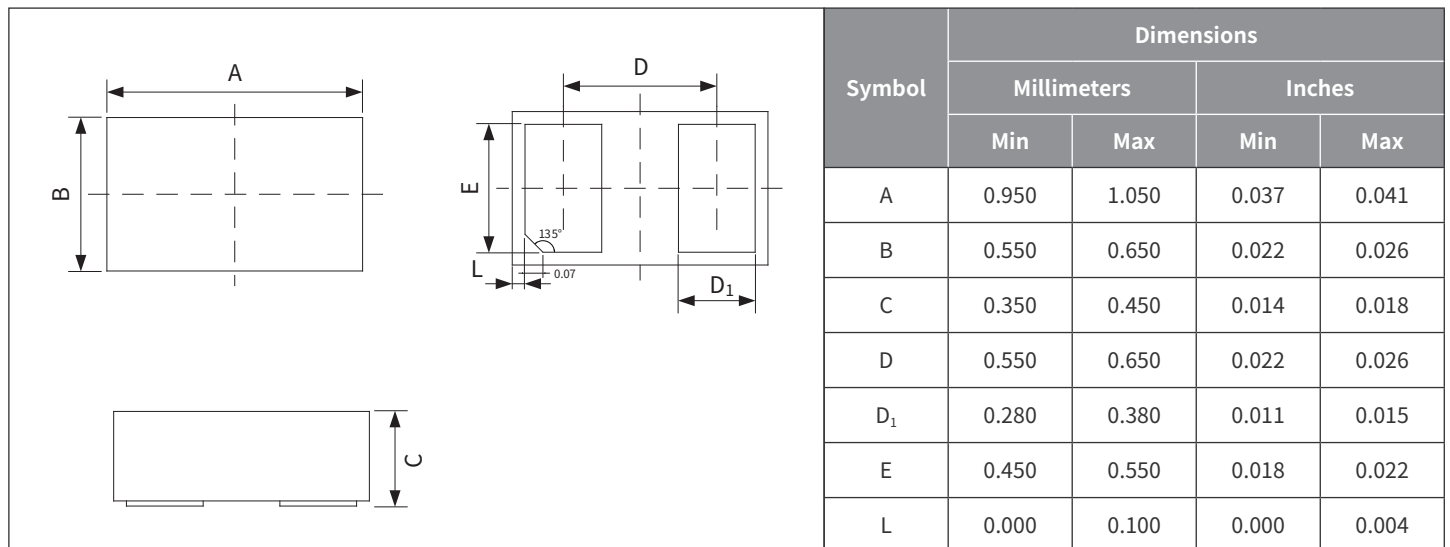 A
B
D
E
135°
L
0.07
D₁
C
Dimensions
Symbol Millimeters Inches
Min Max Min Max
A 0.950 1.050 0.037 0.041
B 0.550 0.650 0.022 0.026
C 0.350 0.450 0.014 0.018
D 0.550 0.650 0.022 0.026
D₁ 0.280 0.380 0.011 0.015
E 0.450 0.550 0.018 0.022
L 0.000 0.100 0.000 0.004